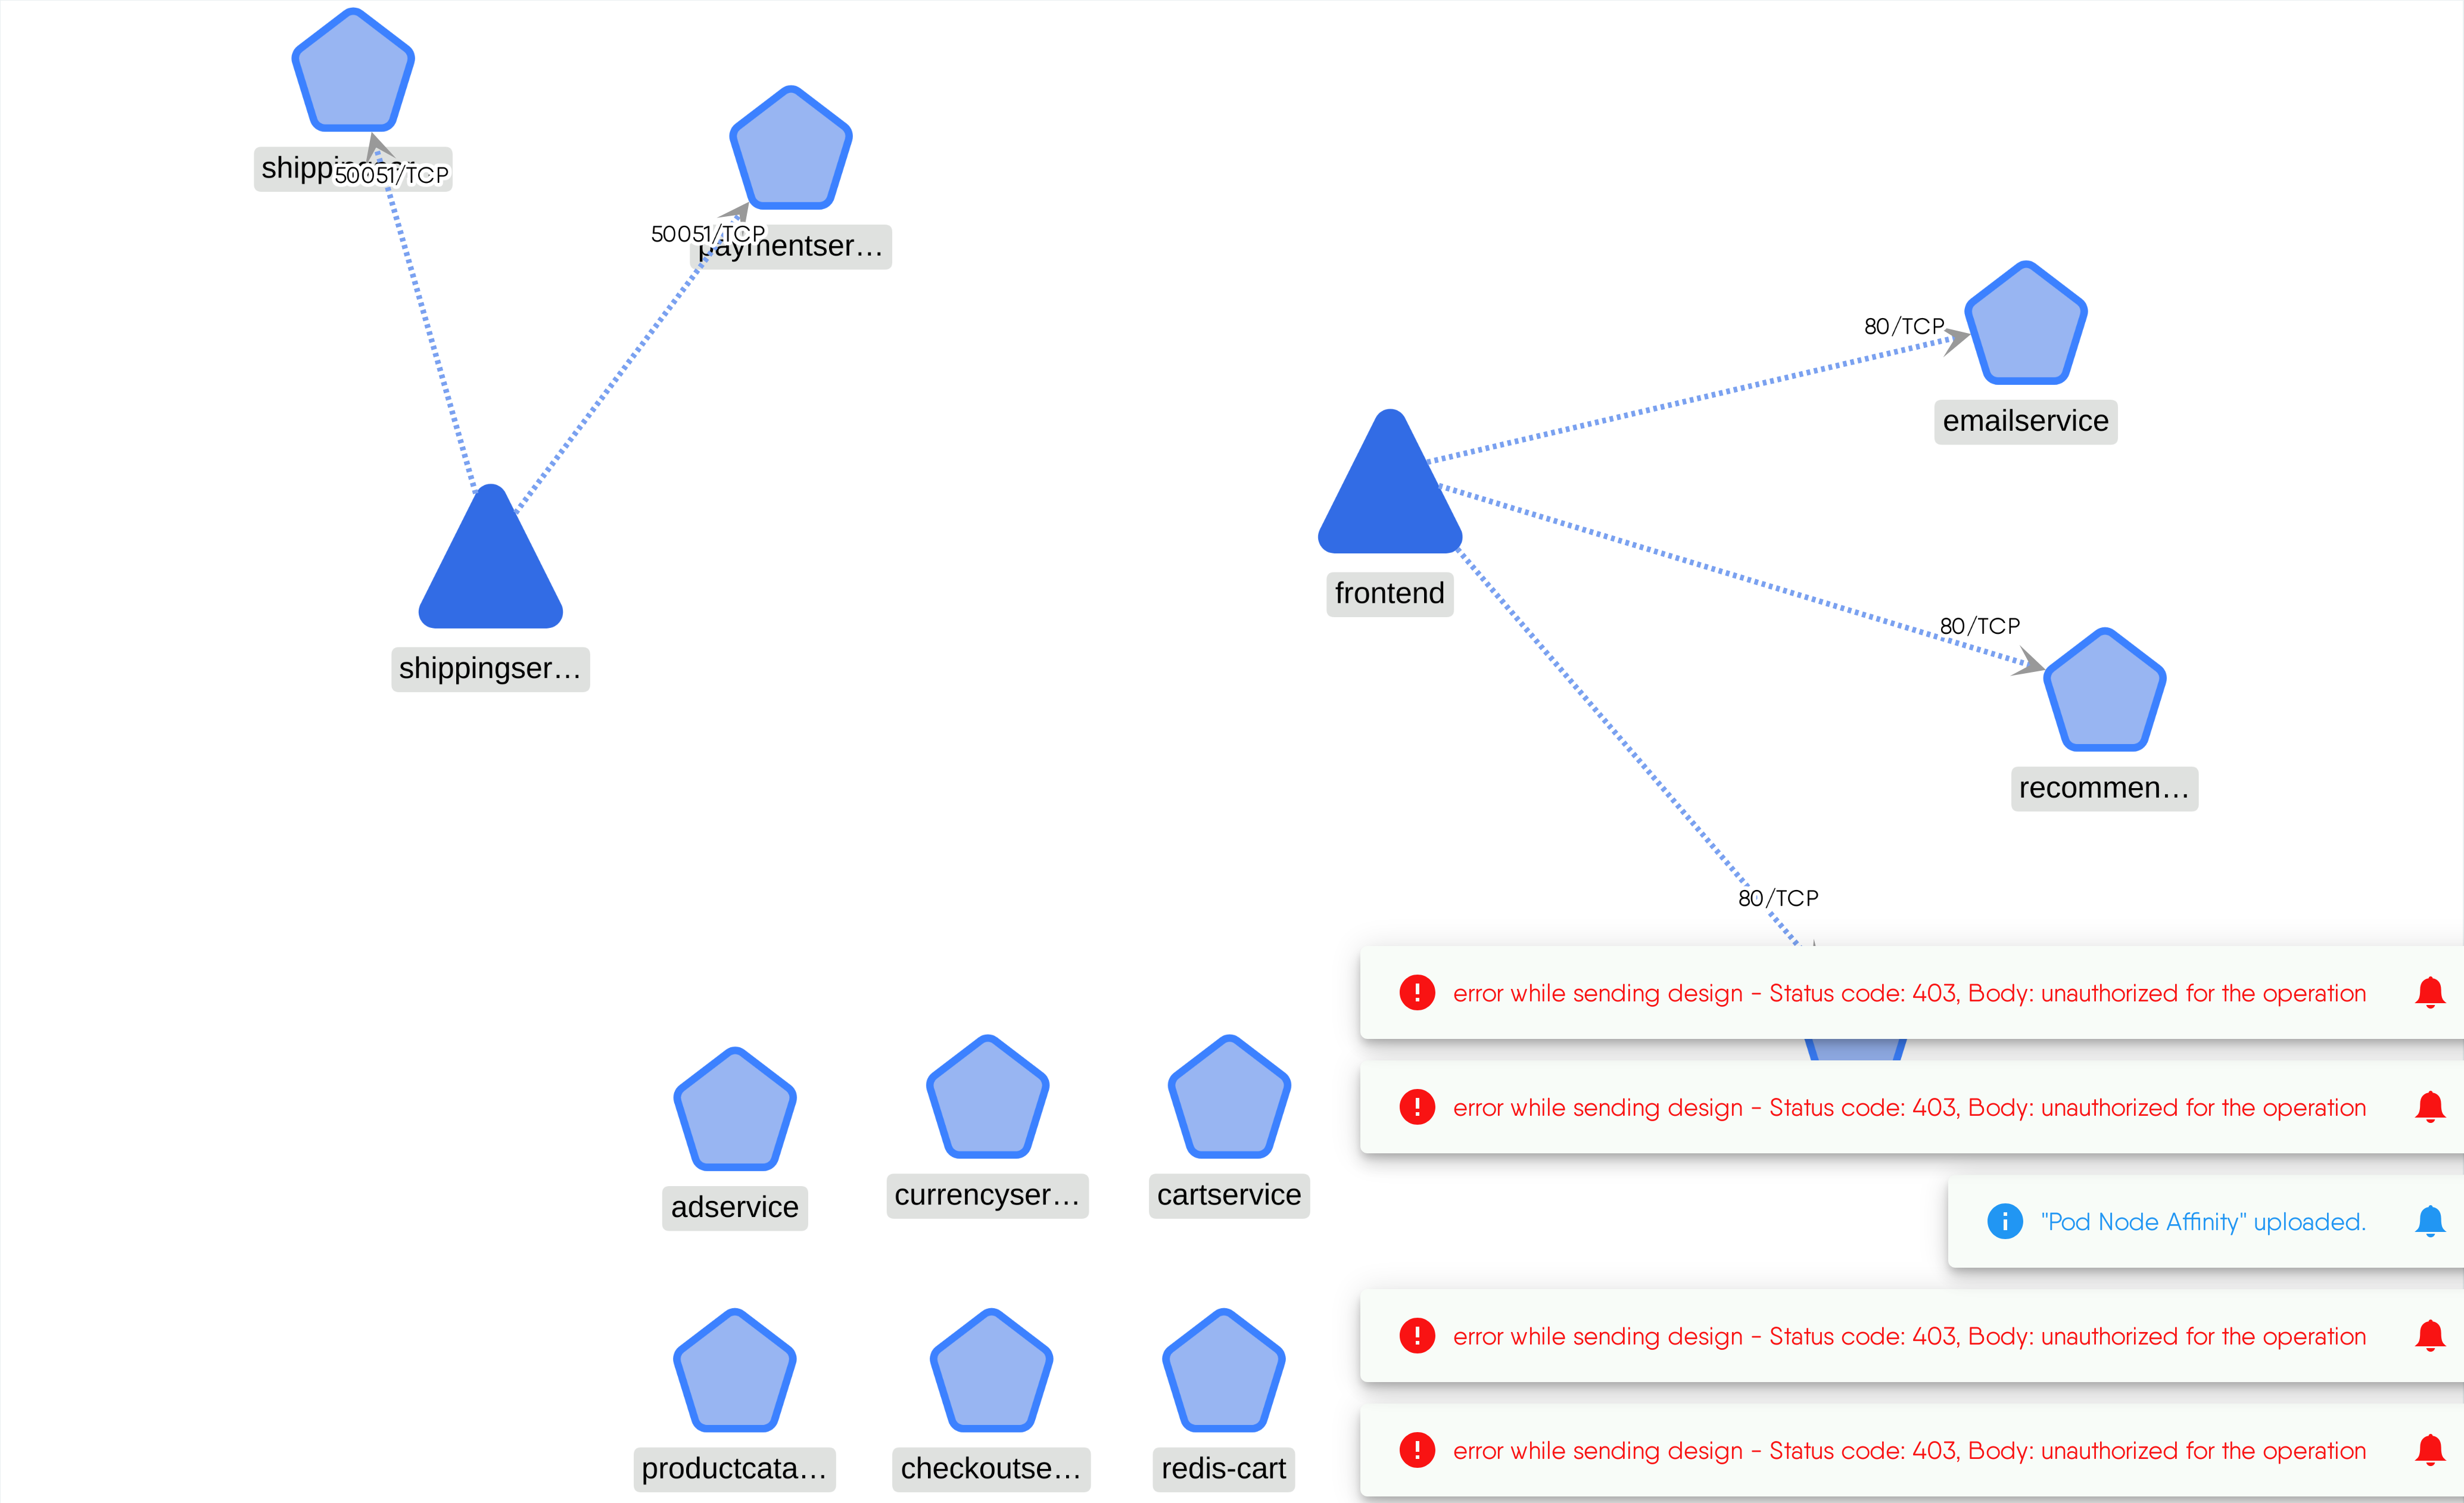 50051/TCP
50051/TCP
paymentser...
80/TCP
emailservice
frontend
80/TCP
shippingser...
recommen...
80/TCP
error while sending design - Status code: 403, Body: unauthorized for the operation
error while sending design - Status code: 403, Body: unauthorized for the operation
adservice
currencyser...
cartservice
"Pod Node Affinity" uploaded.
error while sending design - Status code: 403, Body: unauthorized for the operation
productcata...
checkoutse...
redis-cart
error while sending design - Status code: 403, Body: unauthorized for the operation